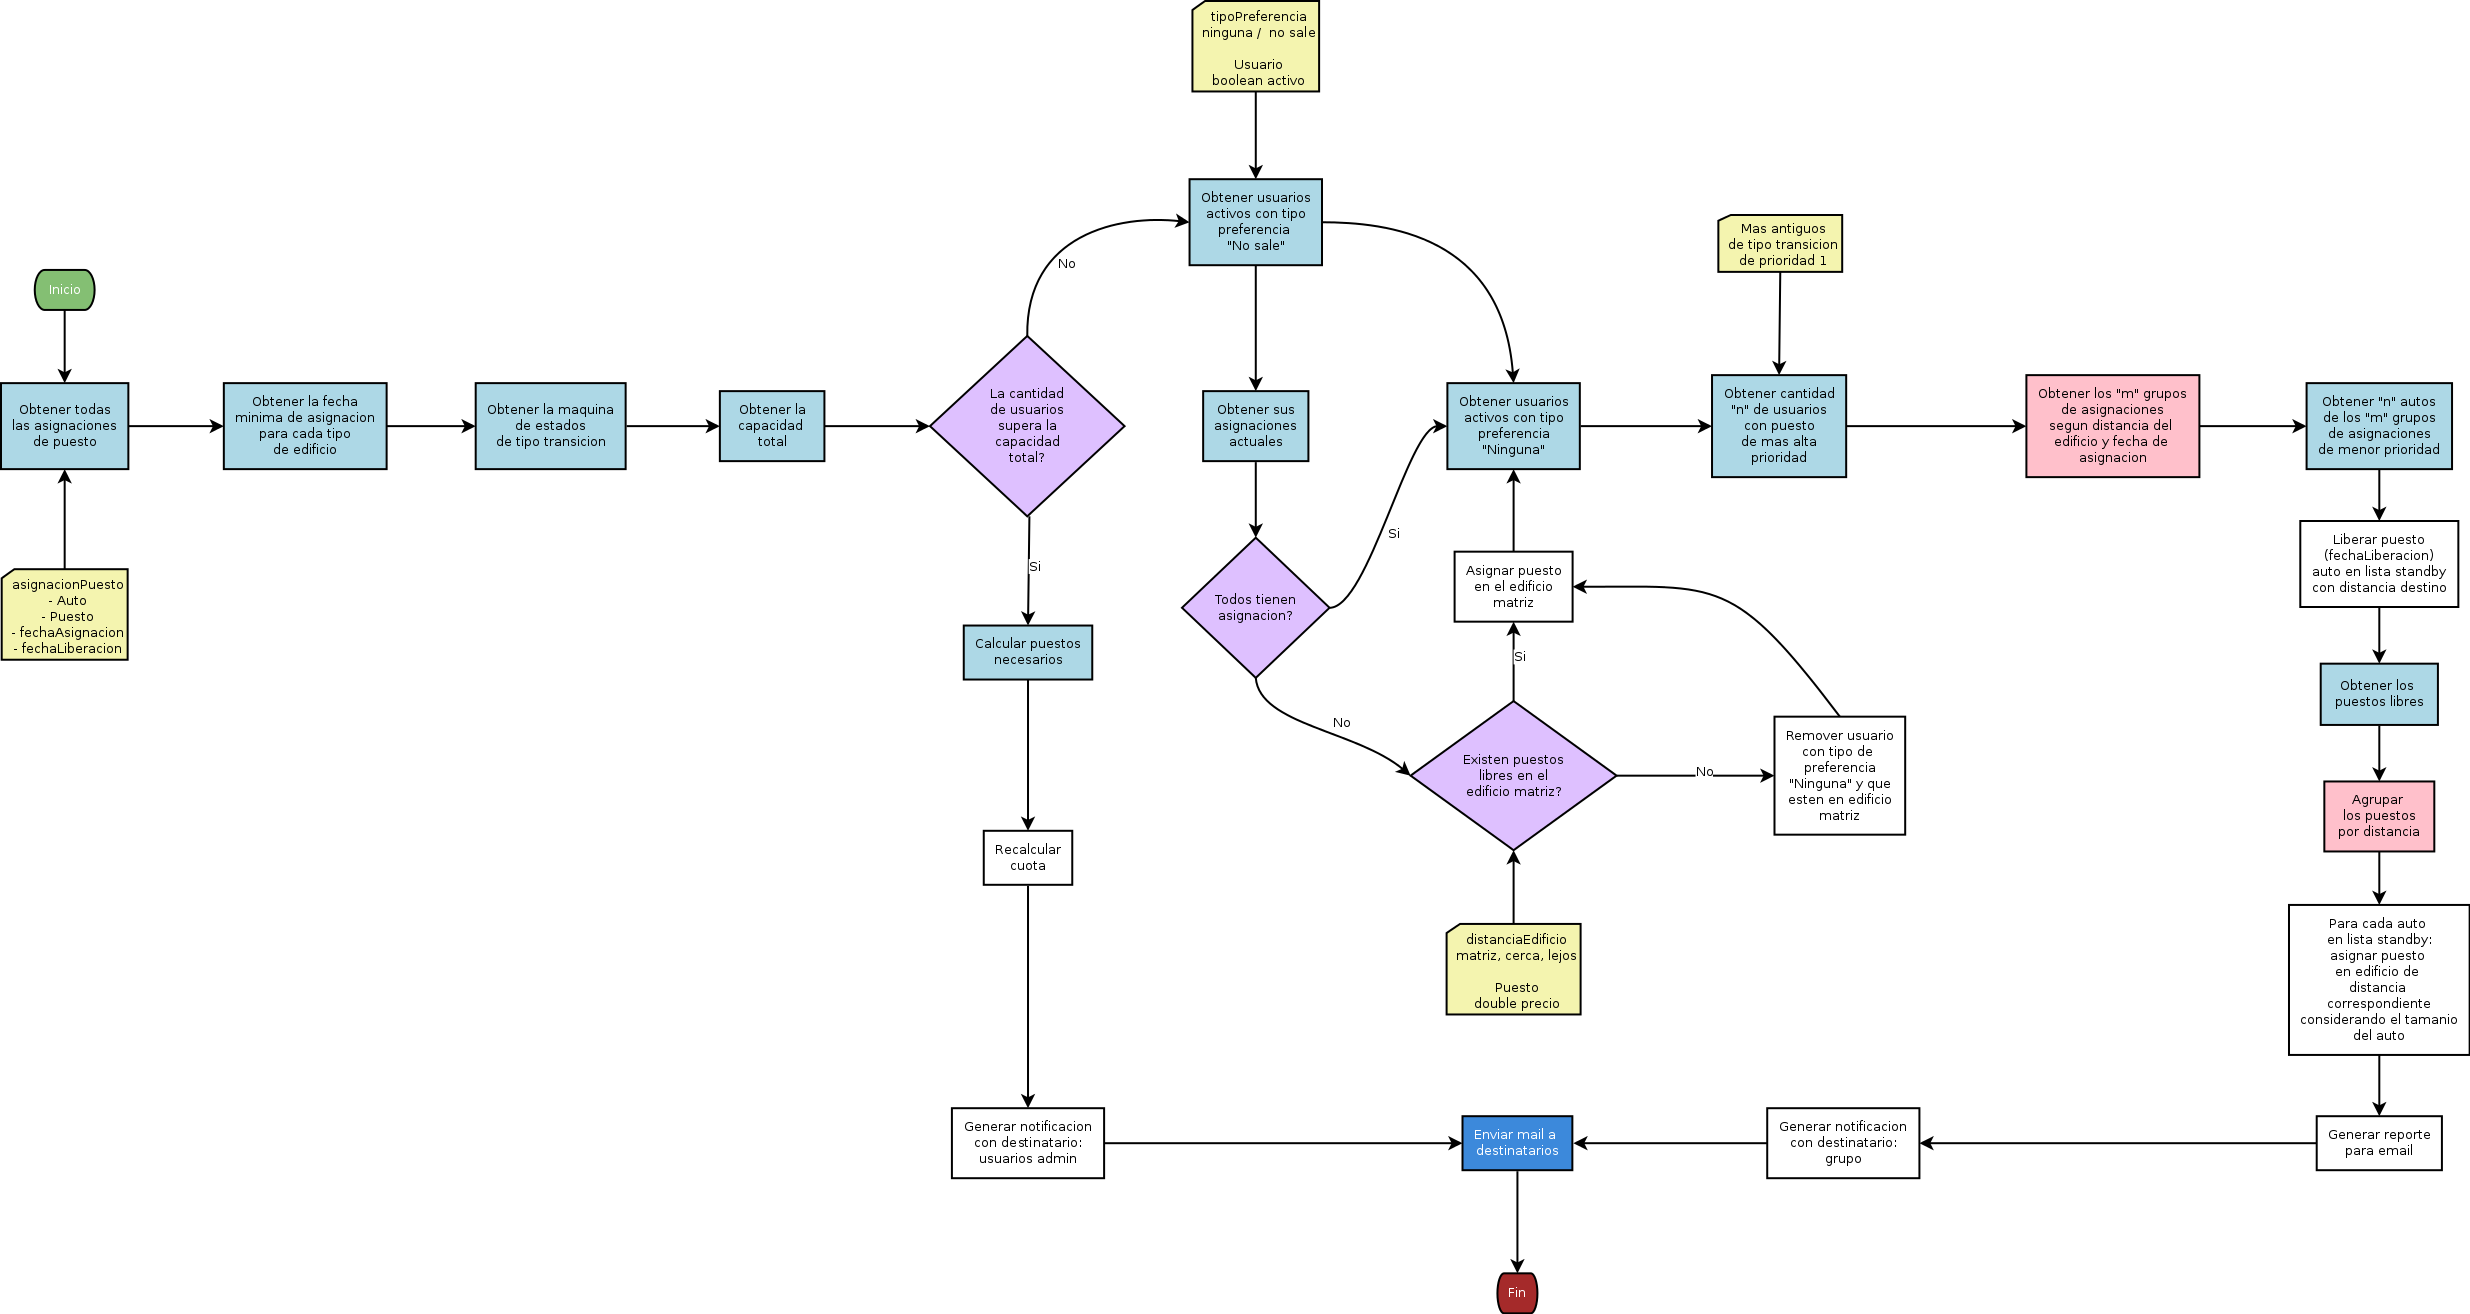 tipoPreferencia
ninguna / no sale
Usuario
boolean activo
Obtener usuarios
activos con tipo
preferencia
"No sale"
No
Mas antiguos
de tipo transicion
de prioridad 1
Inicio
Obtener todas
las asignaciones
de puesto
Obtener la fecha
minima de asignacion
para cada tipo
de edificio
Obtener la maquina
de estados
de tipo transicion
Obtener la
capacidad
total
La cantidad
de usuarios
supera la
capacidad
total?
Obtener sus
asignaciones
actuales
Obtener usuarios
activos con tipo
preferencia
"Ninguna"
Obtener cantidad
"n" de usuarios
con puesto
de mas alta
prioridad
Obtener los "m" grupos
de asignaciones
segun distancia del
edificio y fecha de
asignacion
Obtener "n" autos
de los "m" grupos
de asignaciones
de menor prioridad
asignacionPuesto
- Auto
- Puesto
- fechaAsignacion
- fechaLiberacion
Si
Calcular puestos
necesarios
Todos tienen
asignacion?
Si
Asignar puesto
en el edificio
matriz
Liberar puesto
(fechaLiberacion)
auto en lista standby
con distancia destino
Si
No
Existen puestos
libres en el
edificio matriz?
No
Remover usuario
con tipo de
preferencia
"Ninguna" y que
esten en edificio
matriz
Obtener los
puestos libres
Agrupar
los puestos
por distancia
Recalcular
cuota
distanciaEdificio
matriz, cerca, lejos
Puesto
double precio
Para cada auto
en lista standby:
asignar puesto
en edificio de
distancia
correspondiente
considerando el tamanio
del auto
Generar notificacion
con destinatario:
usuarios admin
Enviar mail a
destinatarios
Generar notificacion
con destinatario:
grupo
Generar reporte
para email
Fin